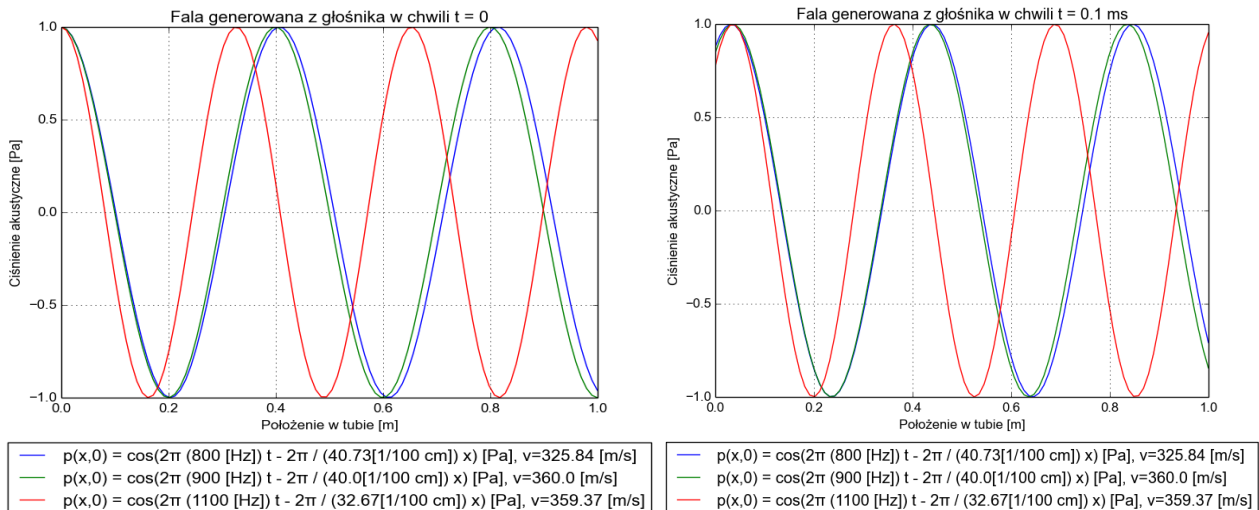 Fala generowana z głośnika w chwili t = 0
1.0
0.5
0.0
−0.5
−1.0
Ciśnienie akustyczne [Pa]
0.0 0.2 0.4 0.6 0.8 1.0
Położenie w tubie [m]
p(x,0) = cos(2π (800 [Hz]) t - 2π / (40.73[1/100 cm]) x) [Pa], v=325.84 [m/s]
p(x,0) = cos(2π (900 [Hz]) t - 2π / (40.0[1/100 cm]) x) [Pa], v=360.0 [m/s]
p(x,0) = cos(2π (1100 [Hz]) t - 2π / (32.67[1/100 cm]) x) [Pa], v=359.37 [m/s]
Fala generowana z głośnika w chwili t = 0.1 ms
1.0
0.5
0.0
−0.5
−1.0
Ciśnienie akustyczne [Pa]
0.0 0.2 0.4 0.6 0.8 1.0
Położenie w tubie [m]
p(x,0) = cos(2π (800 [Hz]) t - 2π / (40.73[1/100 cm]) x) [Pa], v=325.84 [m/s]
p(x,0) = cos(2π (900 [Hz]) t - 2π / (40.0[1/100 cm]) x) [Pa], v=360.0 [m/s]
p(x,0) = cos(2π (1100 [Hz]) t - 2π / (32.67[1/100 cm]) x) [Pa], v=359.37 [m/s]